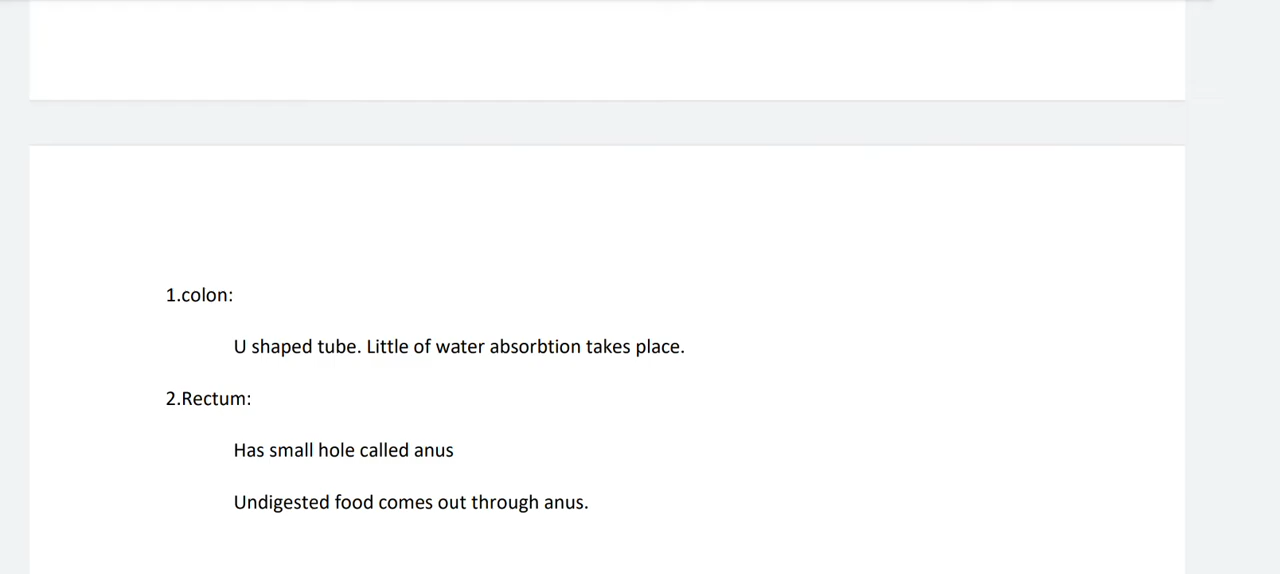 1.colon:
U shaped tube. Little of water absorbtion takes place.
2.Rectum:
Has small hole called anus
Undigested food comes out through anus.